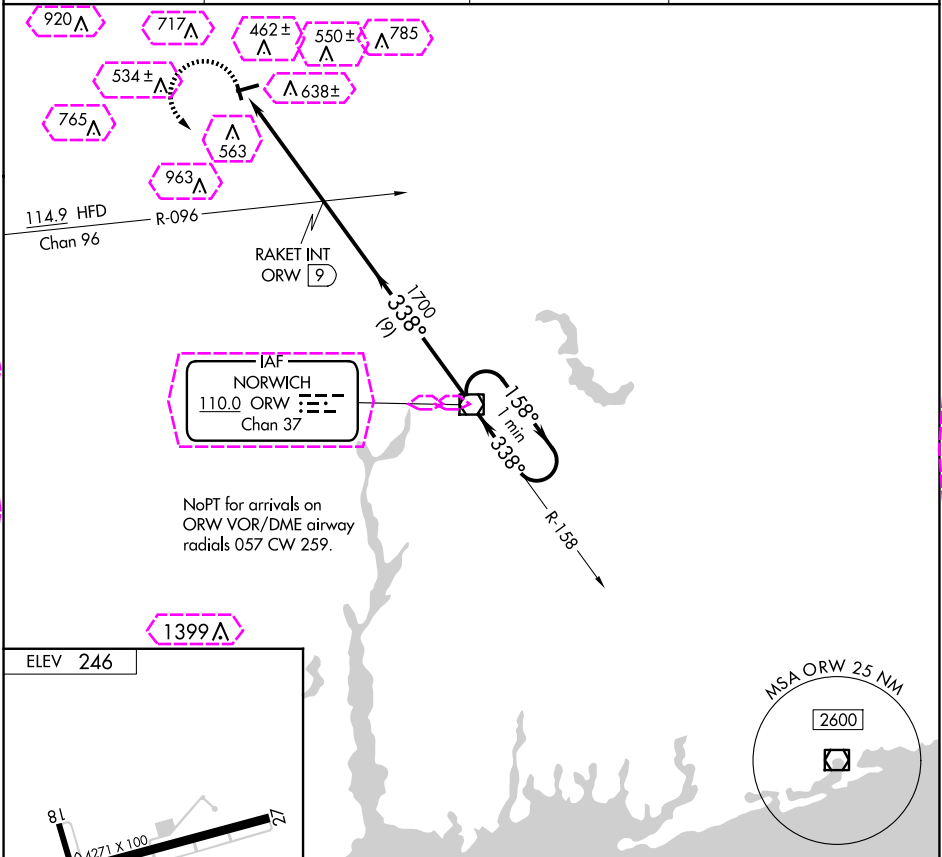 920
717
462 ±
550 ±
785
534 ±
638±
765
563
963
114.9 HFD
Chan 96
R-096
RAKET INT
ORW 9
1700
338°
(9)
IAF
NORWICH
110.0 ORW
Chan 37
158°
1 min
338°
R-158
NoPT for arrivals on
ORW VOR/DME airway
radials 057 CW 259.
1399
ELEV 246
MSA ORW 25 NM
2600
18
27
4271 X 100